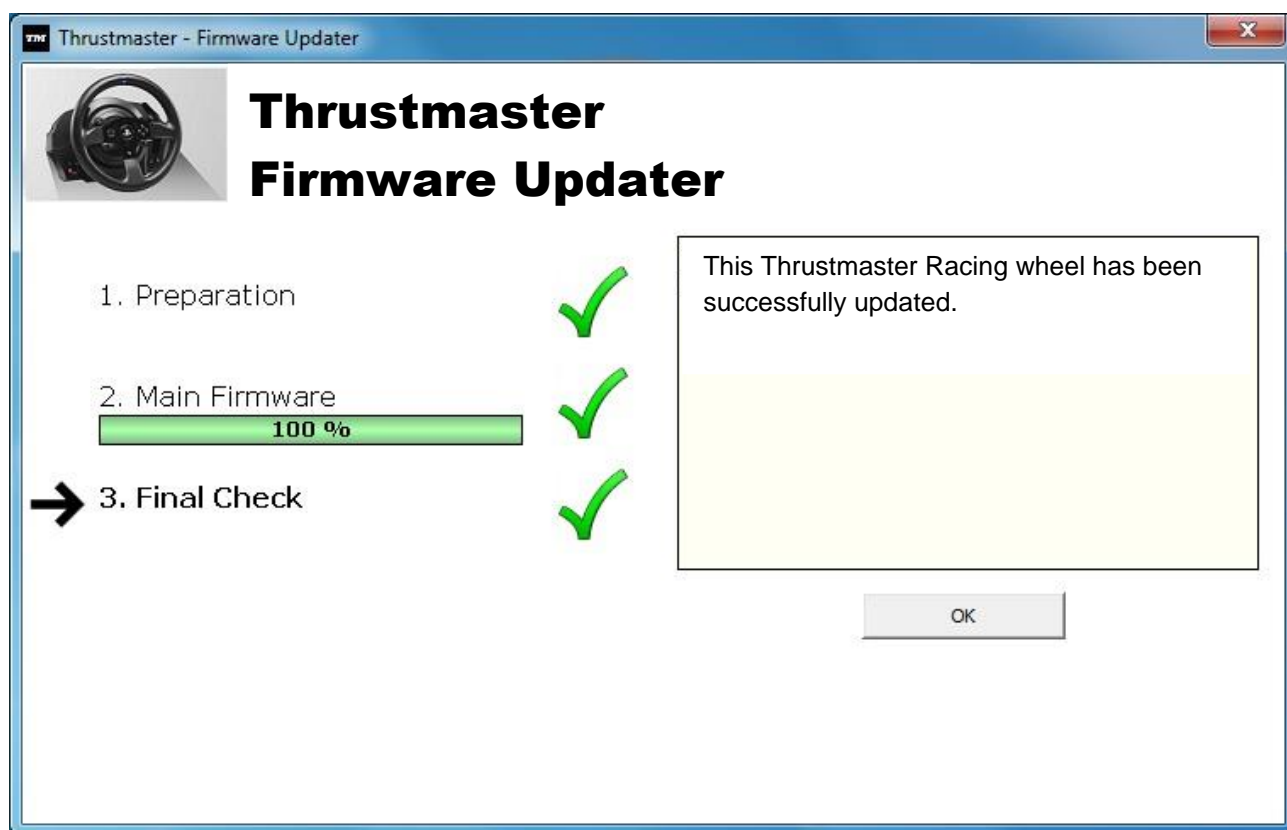 TM Thrustmaster - Firmware Updater
Thrustmaster
Firmware Updater
1. Preparation
2. Main Firmware
100 %
3. Final Check
This Thrustmaster Racing wheel has been
successfully updated.
OK